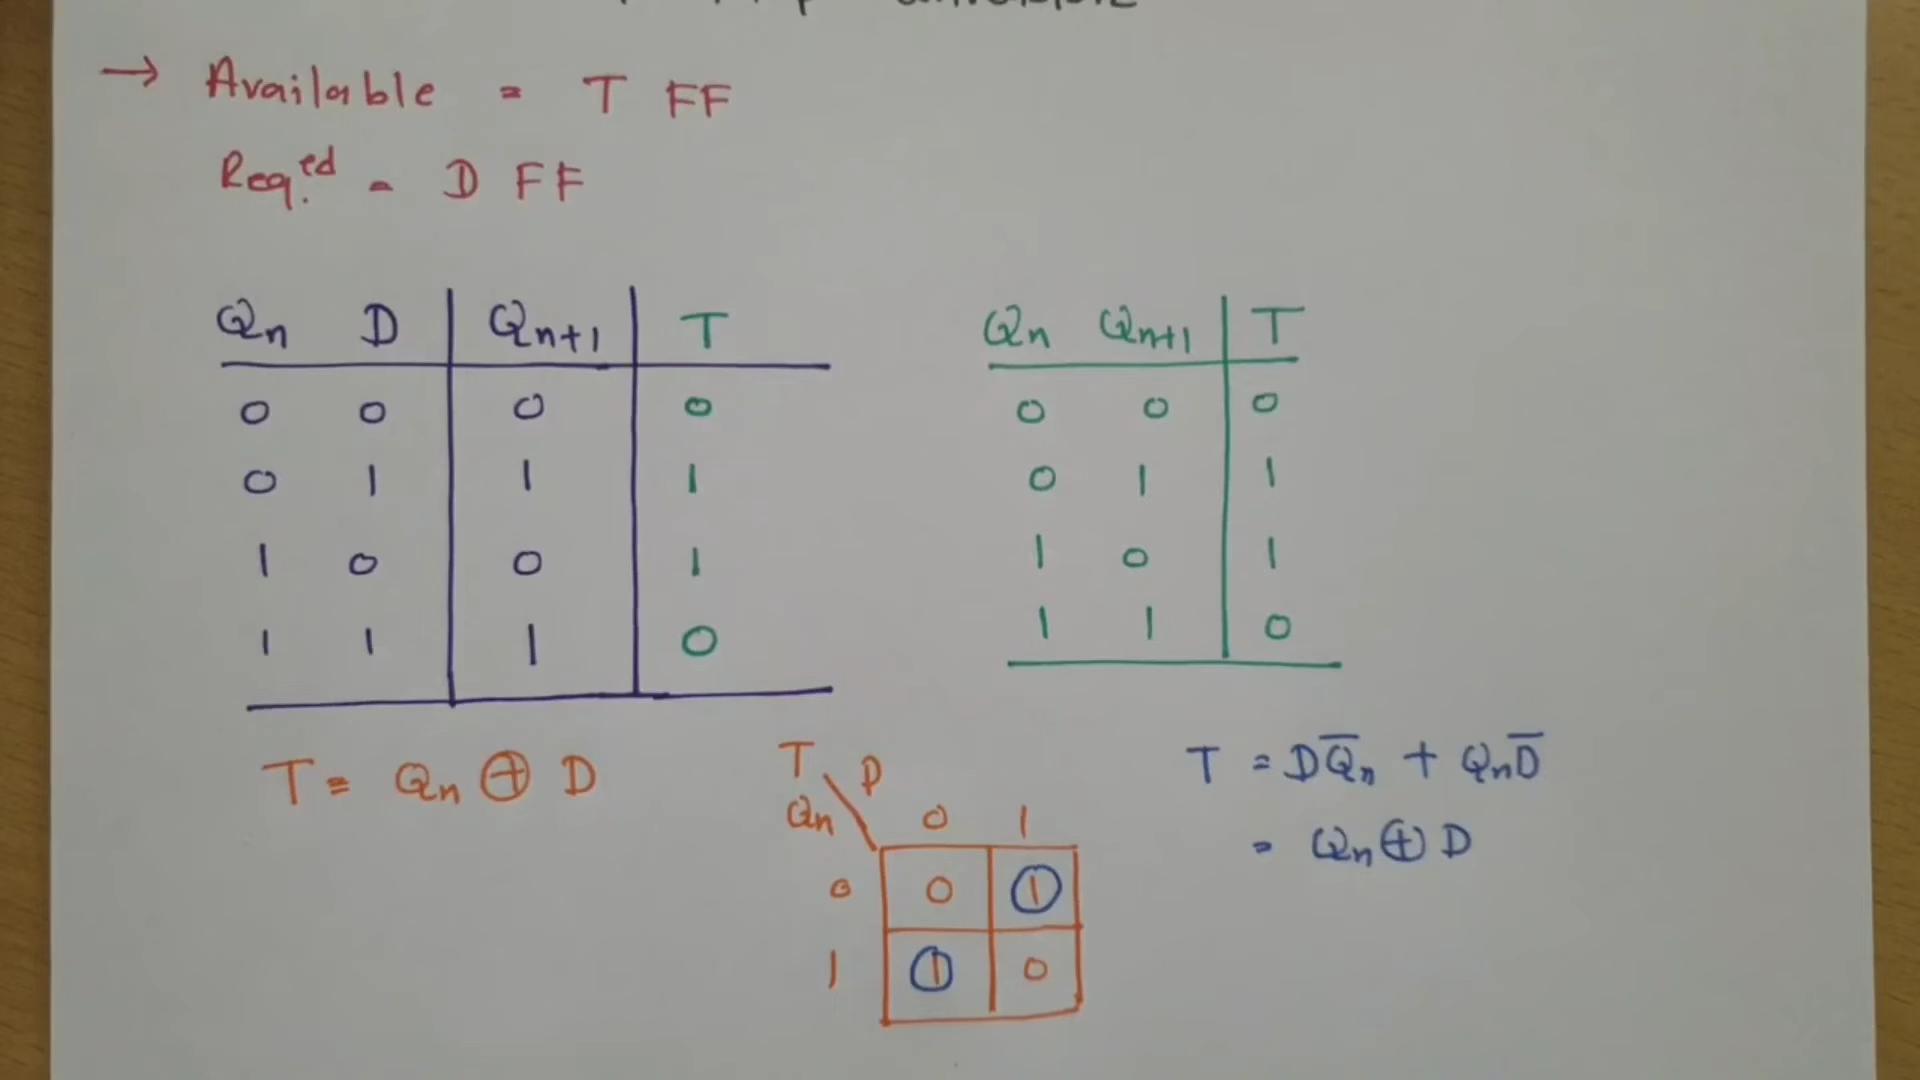 → Available = T FF
Req.ed = D FF
Qn D Qn+1 T
0 0 0 0
0 1 1 1
1 0 0 1
1 1 1 0
Qn Qn+1 T
0 0 0
0 1 1
1 0 1
1 1 0
T = Qn ⊕ D
T D
Qn 0 1
0 0 1
1 1 0
T = DQ̅n + QnD̅
= Qn ⊕ D